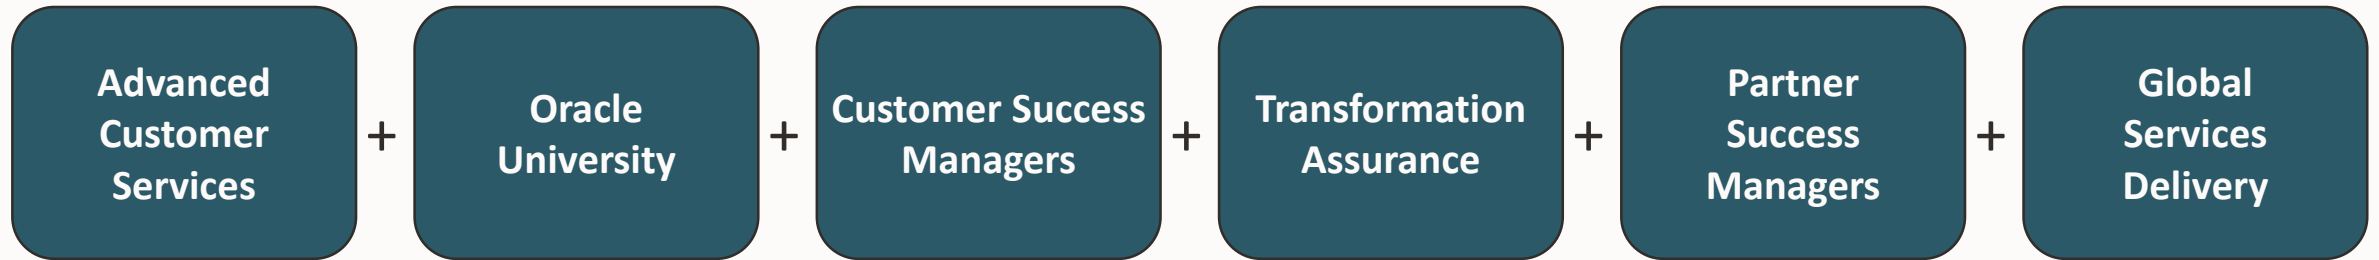 Advanced
Customer
Services
+
Oracle
University
+
Customer Success
Managers
+
Transformation
Assurance
+
Partner
Success
Managers
+
Global
Services
Delivery